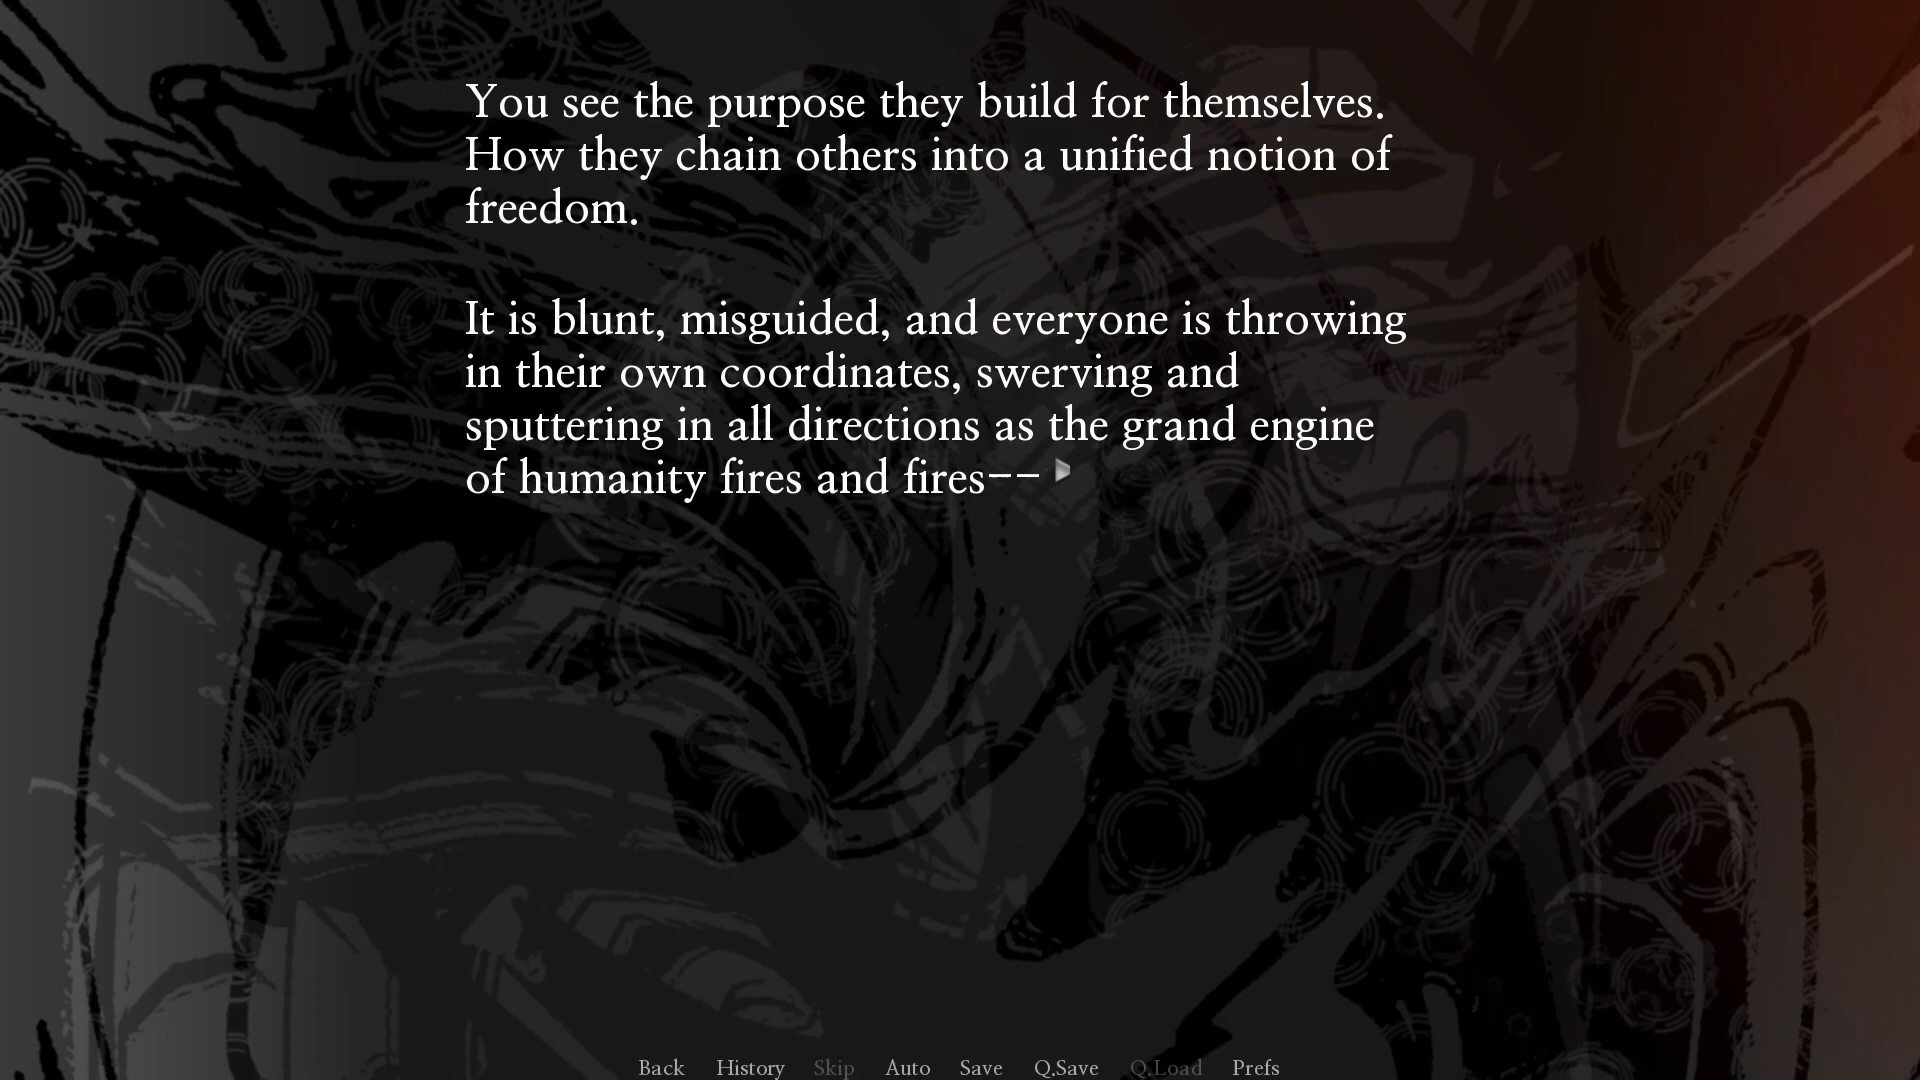 You see the purpose they build for themselves.
How they chain others into a unified notion of
freedom.
It is blunt, misguided, and everyone is throwing
in their own coordinates, swerving and
sputtering in all directions as the grand engine
of humanity fires and fires--
Back History Skip Auto Save Q.Save Q.Load Prefs